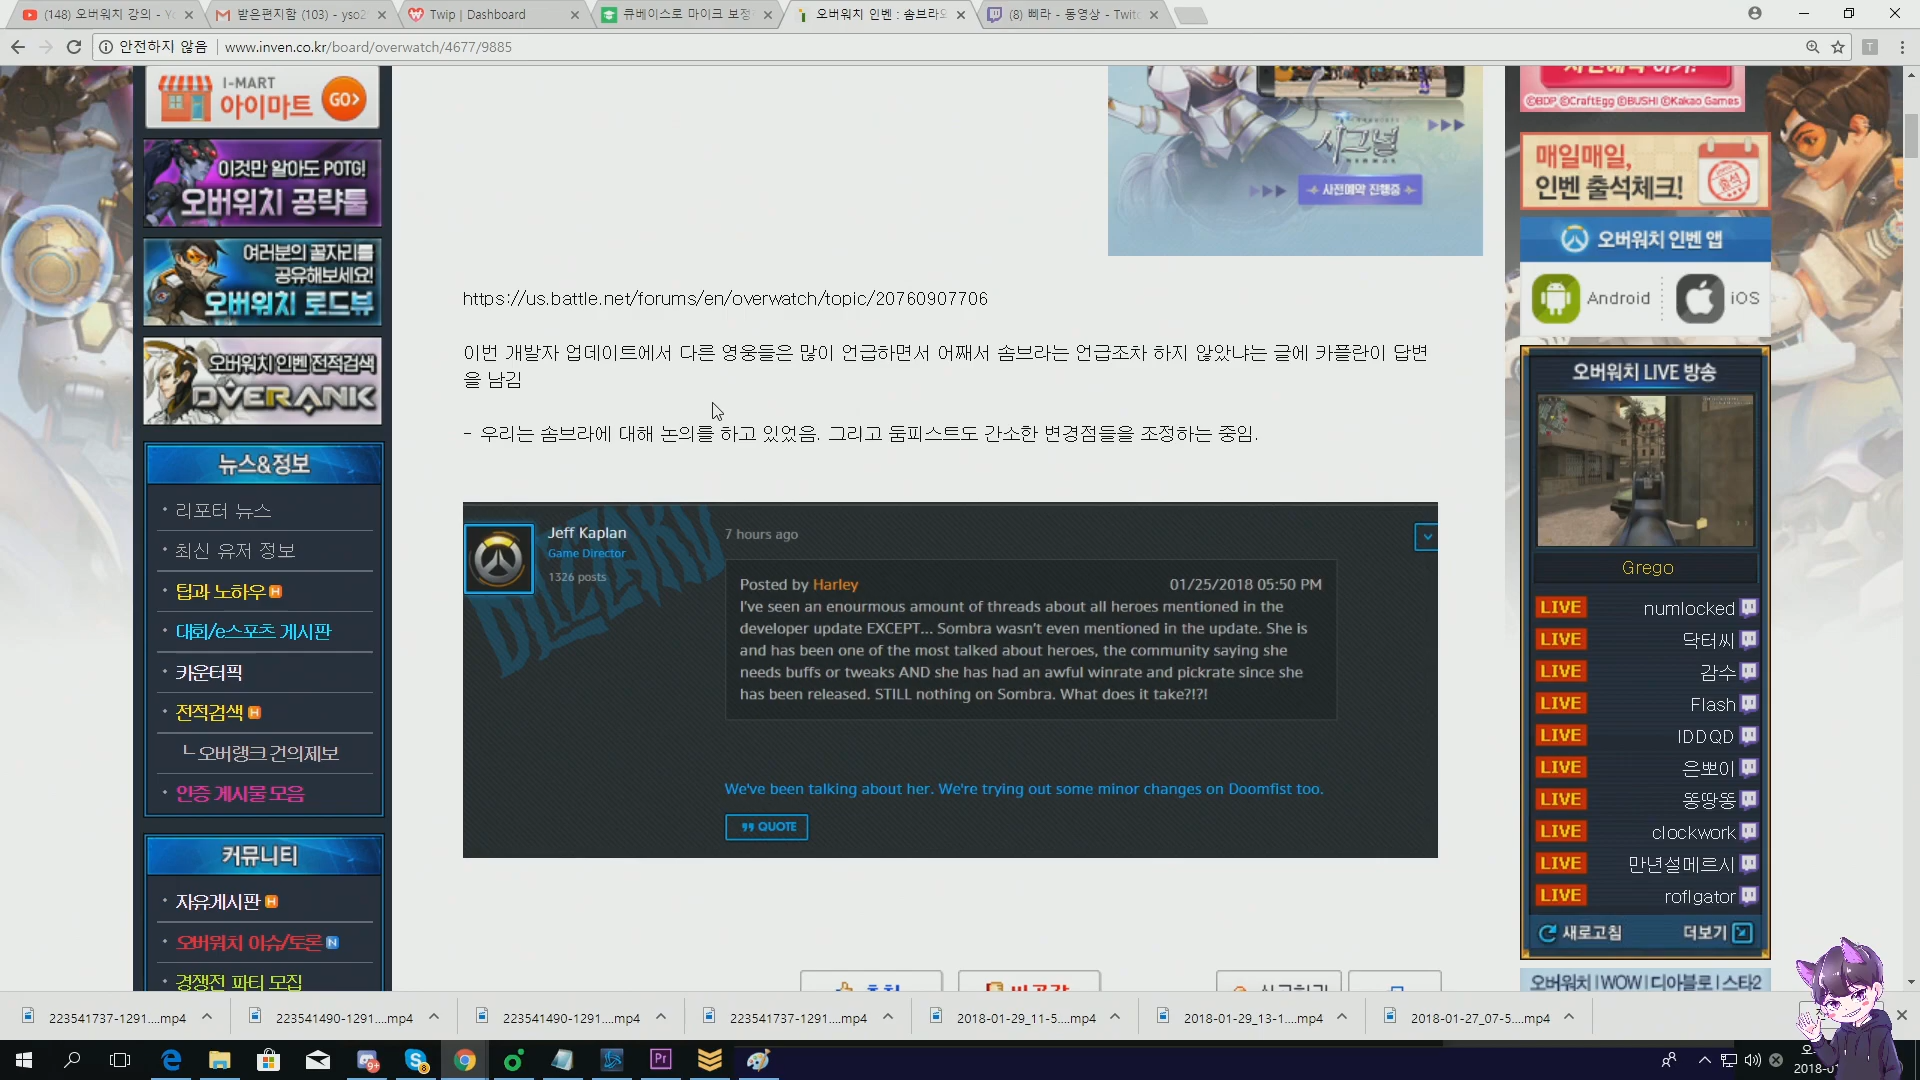 (148) 오버워치 강의 - Yo
받은편지함 (103) - yso2
Twip | Dashboard
큐베이스로 마이크 보정
오버워치 인벤 : 솜브라와
(8) 삐라 - 동영상 - Twitc
안전하지 않음
www.inven.co.kr/board/overwatch/4677/9885
I-MART
아이마트 GO>
이것만 알아도 POTG!
오버워치 공략툴
여러분의 꿀자리를
공유해보세요!
오버워치 로드뷰
오버워치 인벤 전적검색
OVERANK
뉴스&정보
리포터 뉴스
최신 유저 정보
팁과 노하우 H
대회/e스포츠 게시판
카운터픽
전적검색 H
└ 오버랭크 건의제보
인증 게시물 모음
커뮤니티
자유게시판 H
오버워치 이슈/토론 N
경쟁전 파티 모집
시그널
사전예약 진행중
https://us.battle.net/forums/en/overwatch/topic/20760907706
이번 개발자 업데이트에서 다른 영웅들은 많이 언급하면서 어째서 솜브라는 언급조차 하지 않았냐는 글에 카플란이 답변
을 남김
- 우리는 솜브라에 대해 논의를 하고 있었음. 그리고 둠피스트도 간소한 변경점들을 조정하는 중임.
BLIZZARD
Jeff Kaplan
Game Director
1326 posts
7 hours ago
Posted by Harley 01/25/2018 05:50 PM
I've seen an enourmous amount of threads about all heroes mentioned in the
developer update EXCEPT... Sombra wasn't even mentioned in the update. She is
and has been one of the most talked about heroes, the community saying she
needs buffs or tweaks AND she has had an awful winrate and pickrate since she
has been released. STILL nothing on Sombra. What does it take?!?!
We've been talking about her. We're trying out some minor changes on Doomfist too.
QUOTE
©BDP ©CraftEgg ©BUSHI ©Kakao Games
매일매일,
인벤 출석체크!
오버워치 인벤 앱
Android
iOS
오버워치 LIVE 방송
Grego
LIVE numlocked
LIVE 닥터씨
LIVE 감수
LIVE Flash
LIVE IDDQD
LIVE 은뽀이
LIVE 똥땅똥
LIVE clockwork
LIVE 만년설메르시
LIVE roflgator
새로고침 더보기
오버워치 | WOW | 디아블로 | 스타2
223541737-1291....mp4
223541490-1291....mp4
223541490-1291....mp4
223541737-1291....mp4
2018-01-29_11-5....mp4
2018-01-29_13-1....mp4
2018-01-27_07-5....mp4
Pr